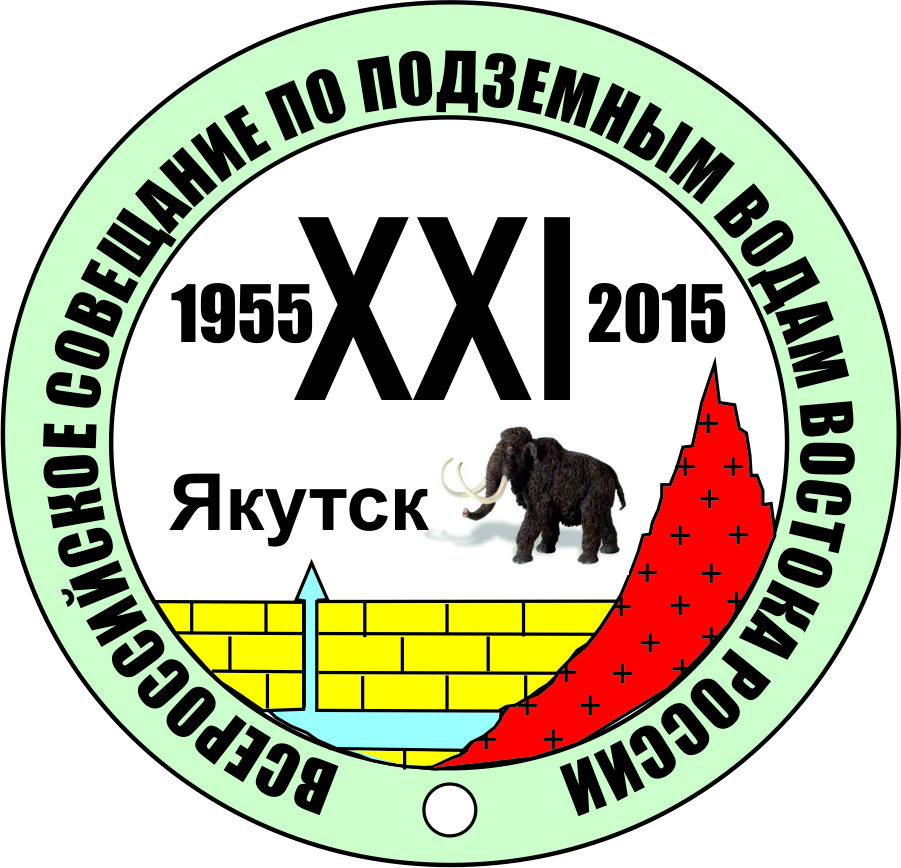 ВСЕРОССИЙСКОЕ СОВЕЩАНИЕ ПО ПОДЗЕМНЫМ ВОДАМ ВОСТОКА РОССИИ
1955 XXI 2015
Якутск